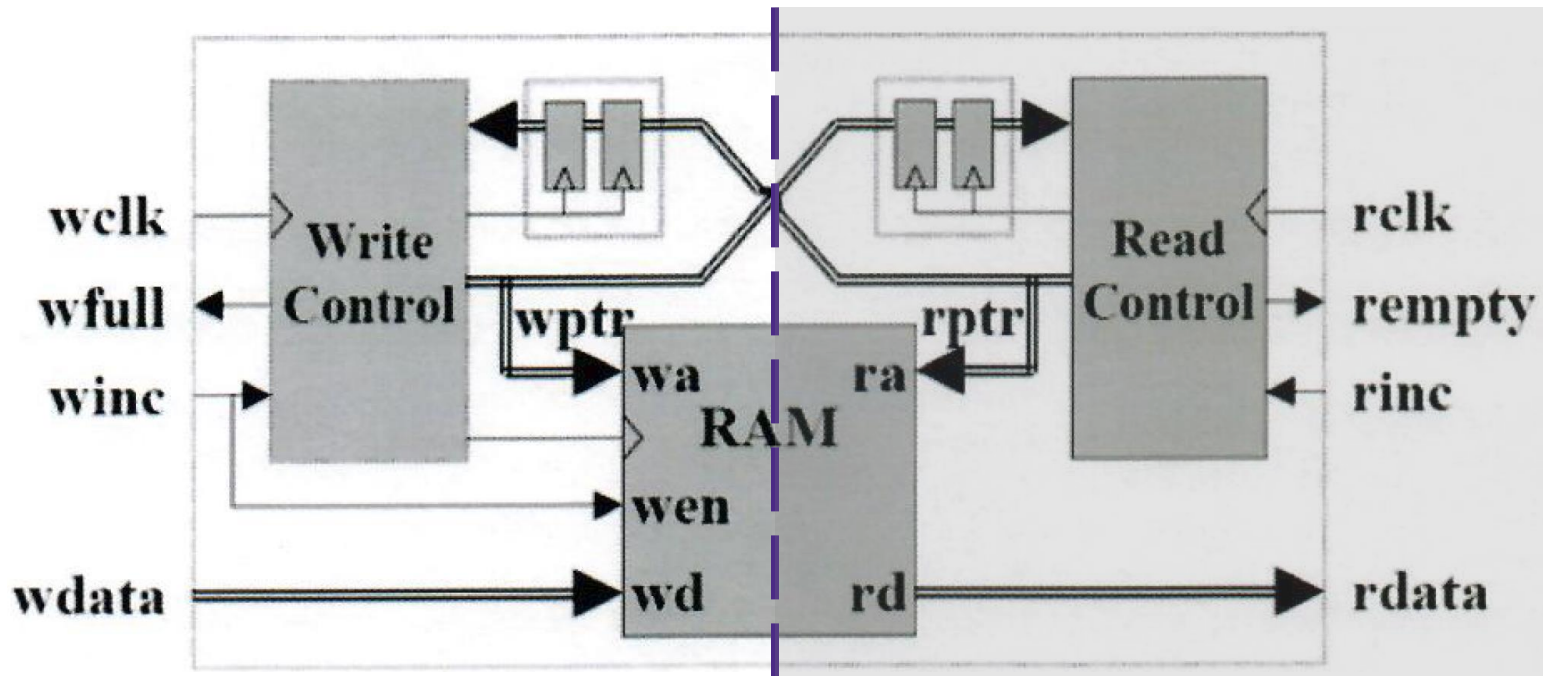 wclk
wfull
winc
wdata
Write
Control
wptr
wa
RAM
wen
wd
ra
rd
rptr
Read
Control
rclk
rempty
rinc
rdata